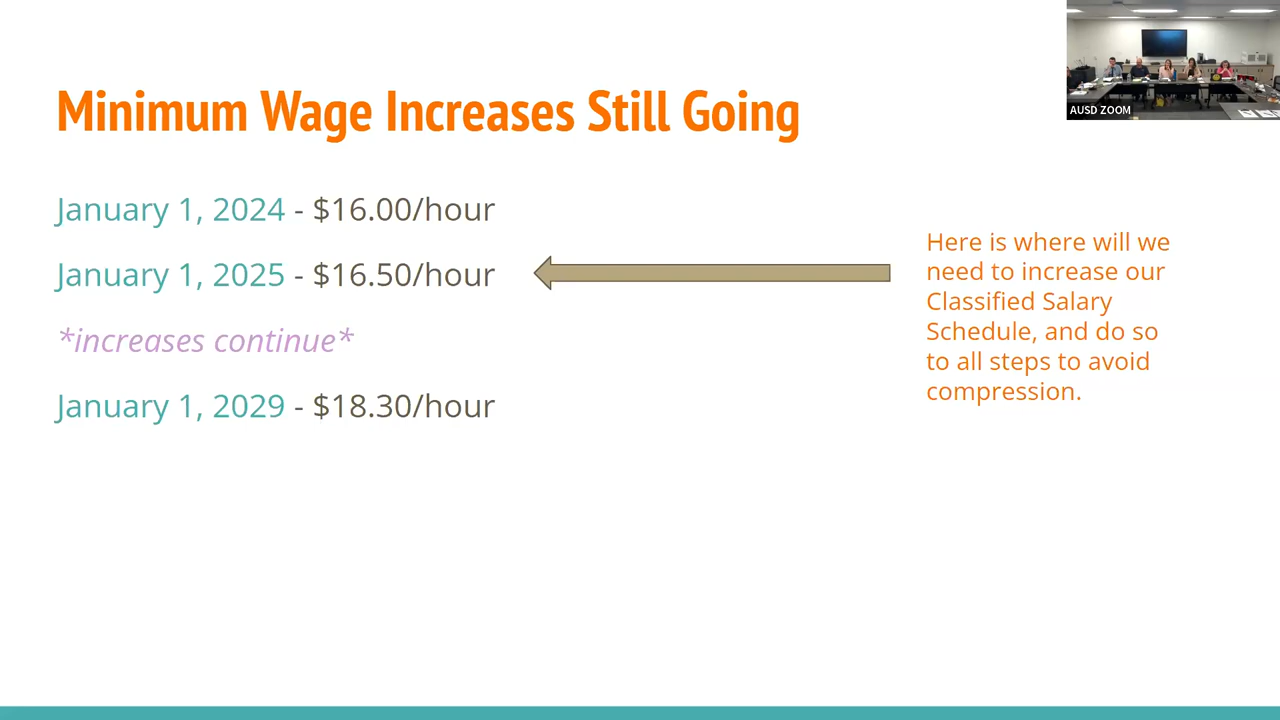 Minimum Wage Increases Still Going
AUSD ZOOM
January 1, 2024 - $16.00/hour
January 1, 2025 - $16.50/hour
*increases continue*
January 1, 2029 - $18.30/hour
Here is where will we
need to increase our
Classified Salary
Schedule, and do so
to all steps to avoid
compression.